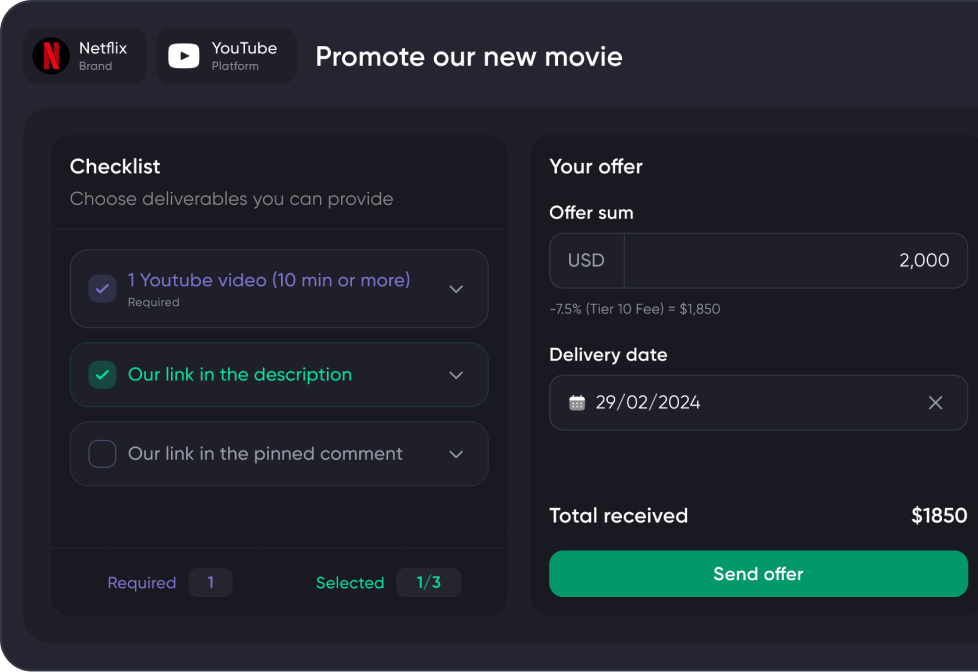 Netflix
Brand
YouTube
Platform
Promote our new movie
Checklist
Choose deliverables you can provide
1 Youtube video (10 min or more)
Required
Our link in the description
Our link in the pinned comment
Required 1
Selected 1/3
Your offer
Offer sum
USD 2,000
-7.5% (Tier 10 Fee) = $1,850
Delivery date
29/02/2024
Total received $1850
Send offer